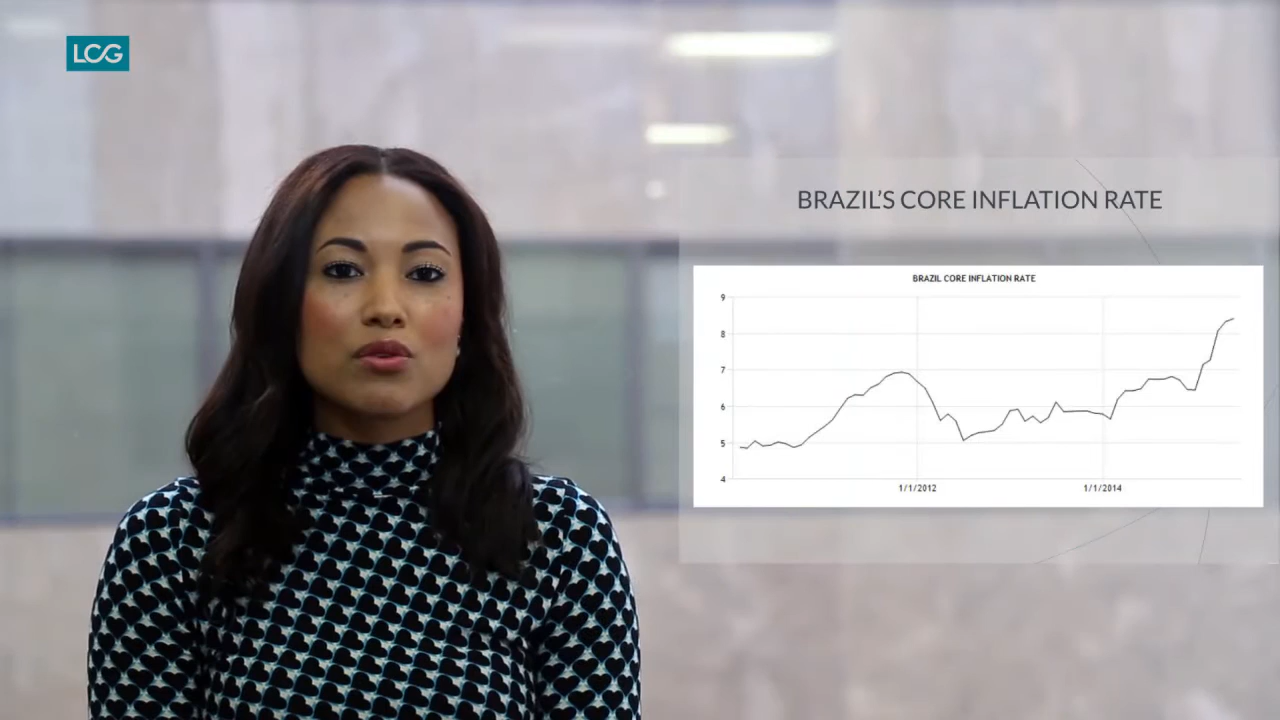 LCG
BRAZIL'S CORE INFLATION RATE
BRAZIL CORE INFLATION RATE
9
8
7
6
5
4
1/1/2012
1/1/2014